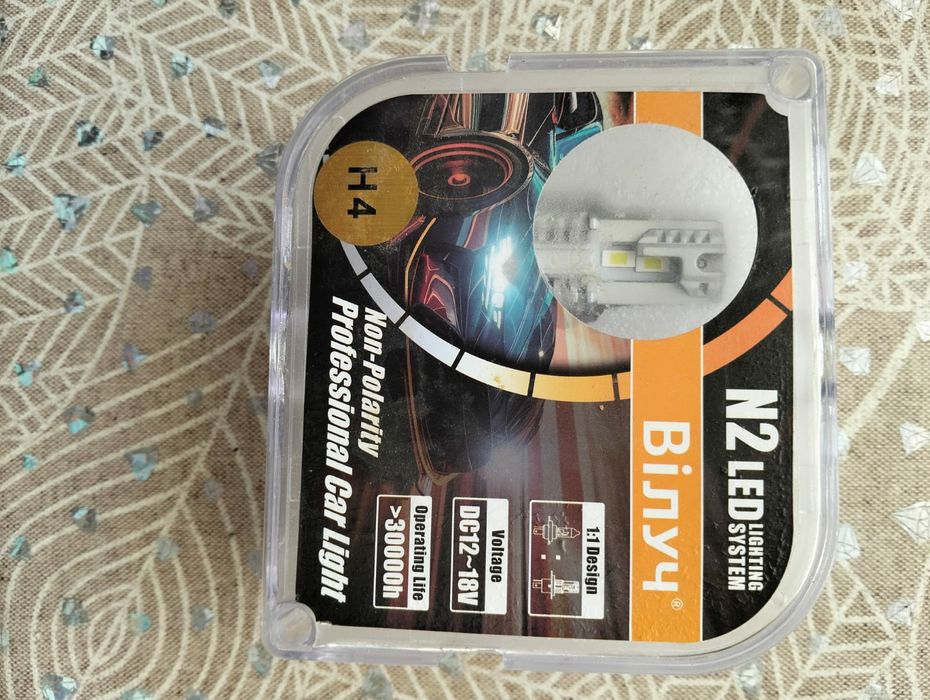 N2 LED LIGHTING
SYSTEM
Biлуч®
1:1 Design
Voltage
DC12~18V
Operating Life
>30000h
H4
Non-Polarity
Professional Car Light